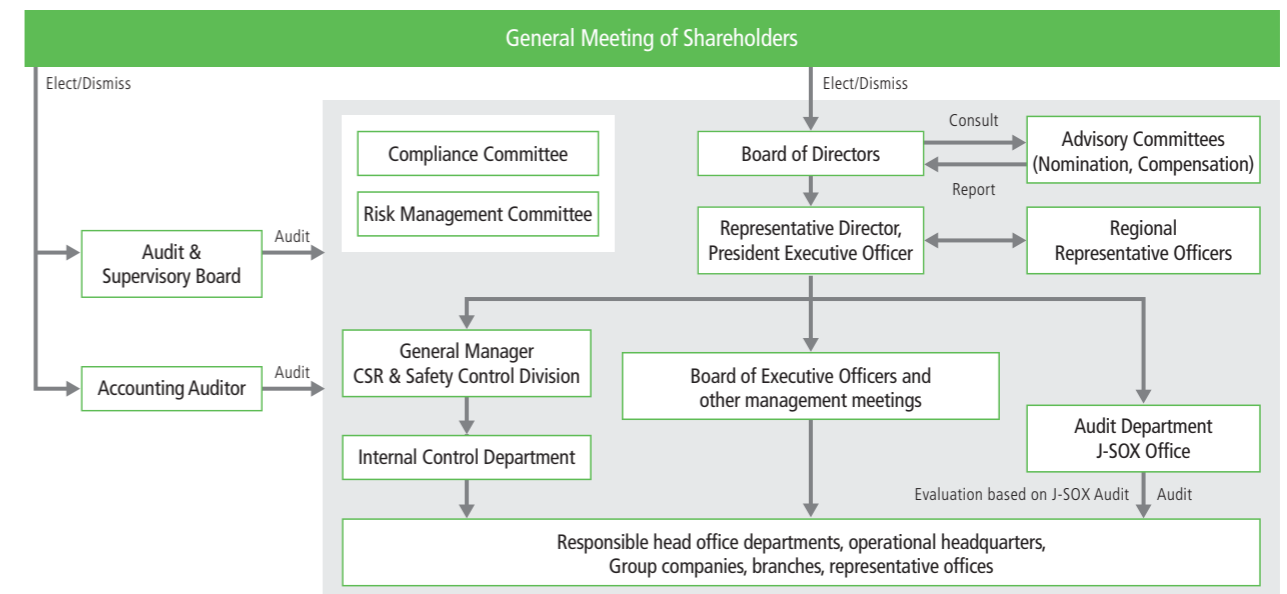 General Meeting of Shareholders
Elect/Dismiss
Elect/Dismiss
Compliance Committee
Risk Management Committee
Board of Directors
Consult
Report
Advisory Committees
(Nomination, Compensation)
Representative Director,
President Executive Officer
Regional
Representative Officers
Audit &
Supervisory Board
Audit
Accounting Auditor
Audit
General Manager
CSR & Safety Control Division
Internal Control Department
Board of Executive Officers and
other management meetings
Audit Department
J-SOX Office
Evaluation based on J-SOX Audit
Audit
Responsible head office departments, operational headquarters,
Group companies, branches, representative offices